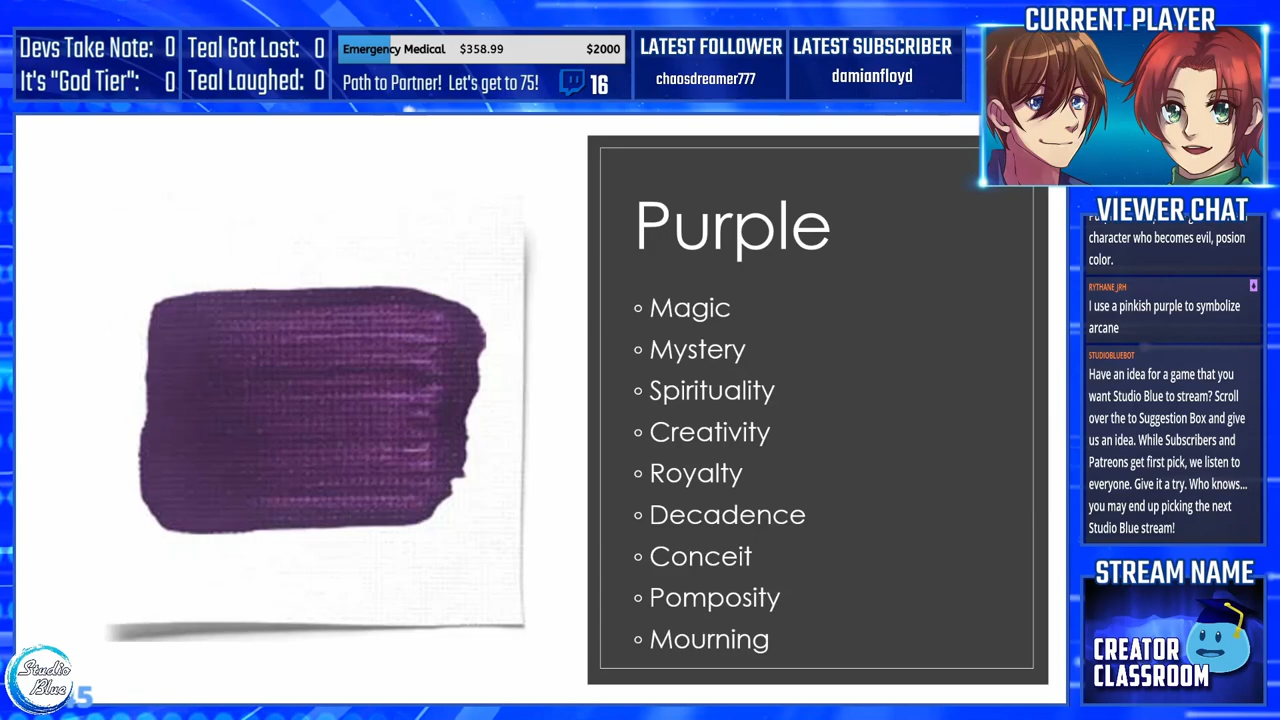 Devs Take Note: 0
It's "God Tier": 0
Teal Got Lost: 0
Teal Laughed: 0
Emergency Medical $358.99 $2000
Path to Partner! Let's get to 75! 16
LATEST FOLLOWER
chaosdreamer777
LATEST SUBSCRIBER
damianfloyd
CURRENT PLAYER
Purple
Magic
Mystery
Spirituality
Creativity
Royalty
Decadence
Conceit
Pomposity
Mourning
VIEWER CHAT
character who becomes evil, posion
color.
RYTHANE_JRH
I use a pinkish purple to symbolize
arcane
STUDIOBLUEBOT
Have an idea for a game that you
want Studio Blue to stream? Scroll
over the to Suggestion Box and give
us an idea. While Subscribers and
Patreons get first pick, we listen to
everyone. Give it a try. Who knows...
you may end up picking the next
Studio Blue stream!
STREAM NAME
CREATOR
CLASSROOM
Studio
Blue
45